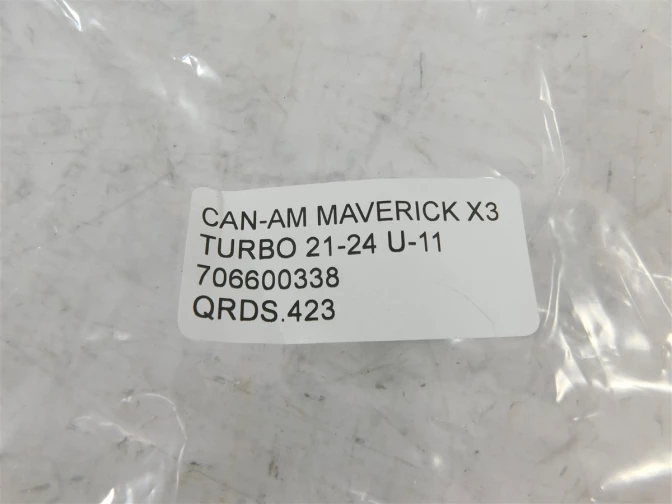 CAN-AM MAVERICK X3
TURBO 21-24 U-11
706600338
QRDS.423